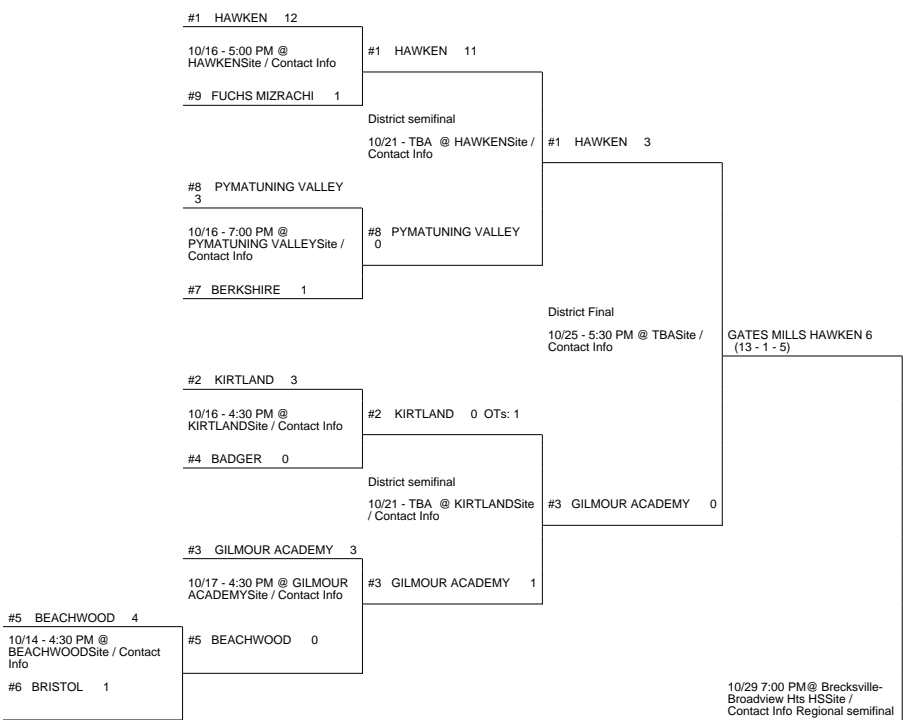 #1 HAWKEN 12
10/16 - 5:00 PM @
HAWKENSite / Contact Info
#9 FUCHS MIZRACHI 1
#1 HAWKEN 11
District semifinal
10/21 - TBA @ HAWKENSite /
Contact Info
#1 HAWKEN 3
#8 PYMATUNING VALLEY
3
10/16 - 7:00 PM @
PYMATUNING VALLEYSite /
Contact Info
#7 BERKSHIRE 1
#8 PYMATUNING VALLEY
0
District Final
10/25 - 5:30 PM @ TBASite /
Contact Info
GATES MILLS HAWKEN 6
(13 - 1 - 5)
#2 KIRTLAND 3
10/16 - 4:30 PM @
KIRTLANDSite / Contact Info
#4 BADGER 0
#2 KIRTLAND 0 OTs: 1
District semifinal
10/21 - TBA @ KIRTLANDSite
/ Contact Info
#3 GILMOUR ACADEMY 0
#3 GILMOUR ACADEMY 3
10/17 - 4:30 PM @ GILMOUR
ACADEMYSite / Contact Info
#3 GILMOUR ACADEMY 1
#5 BEACHWOOD 4
10/14 - 4:30 PM @
BEACHWOODSite / Contact
Info
#6 BRISTOL 1
#5 BEACHWOOD 0
10/29 7:00 PM@ Brecksville-
Broadview Hts HSSite /
Contact Info Regional semifinal